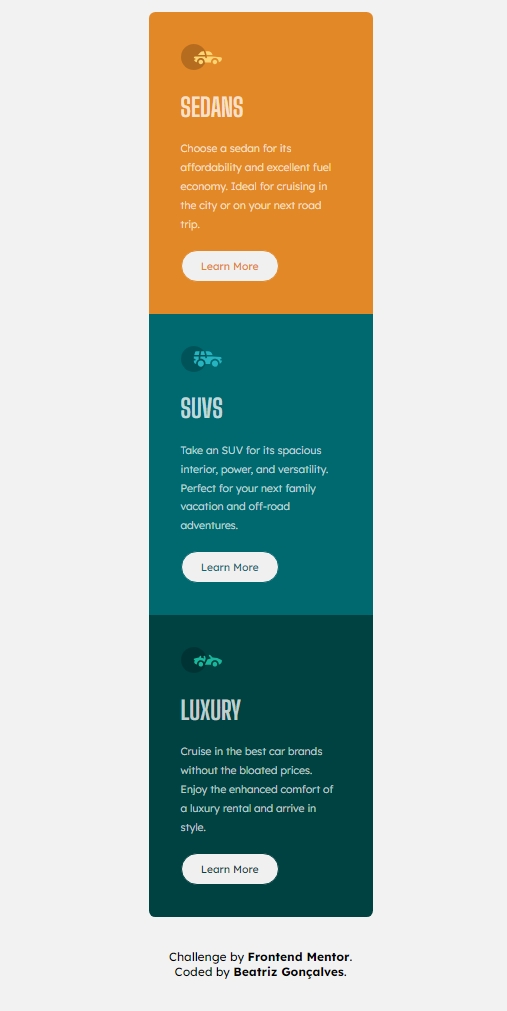 SEDANS
Choose a sedan for its
affordability and excellent fuel
economy. Ideal for cruising in
the city or on your next road
trip.
Learn More
SUVS
Take an SUV for its spacious
interior, power, and versatility.
Perfect for your next family
vacation and off-road
adventures.
Learn More
LUXURY
Cruise in the best car brands
without the bloated prices.
Enjoy the enhanced comfort of
a luxury rental and arrive in
style.
Learn More
Challenge by Frontend Mentor.
Coded by Beatriz Gonçalves.